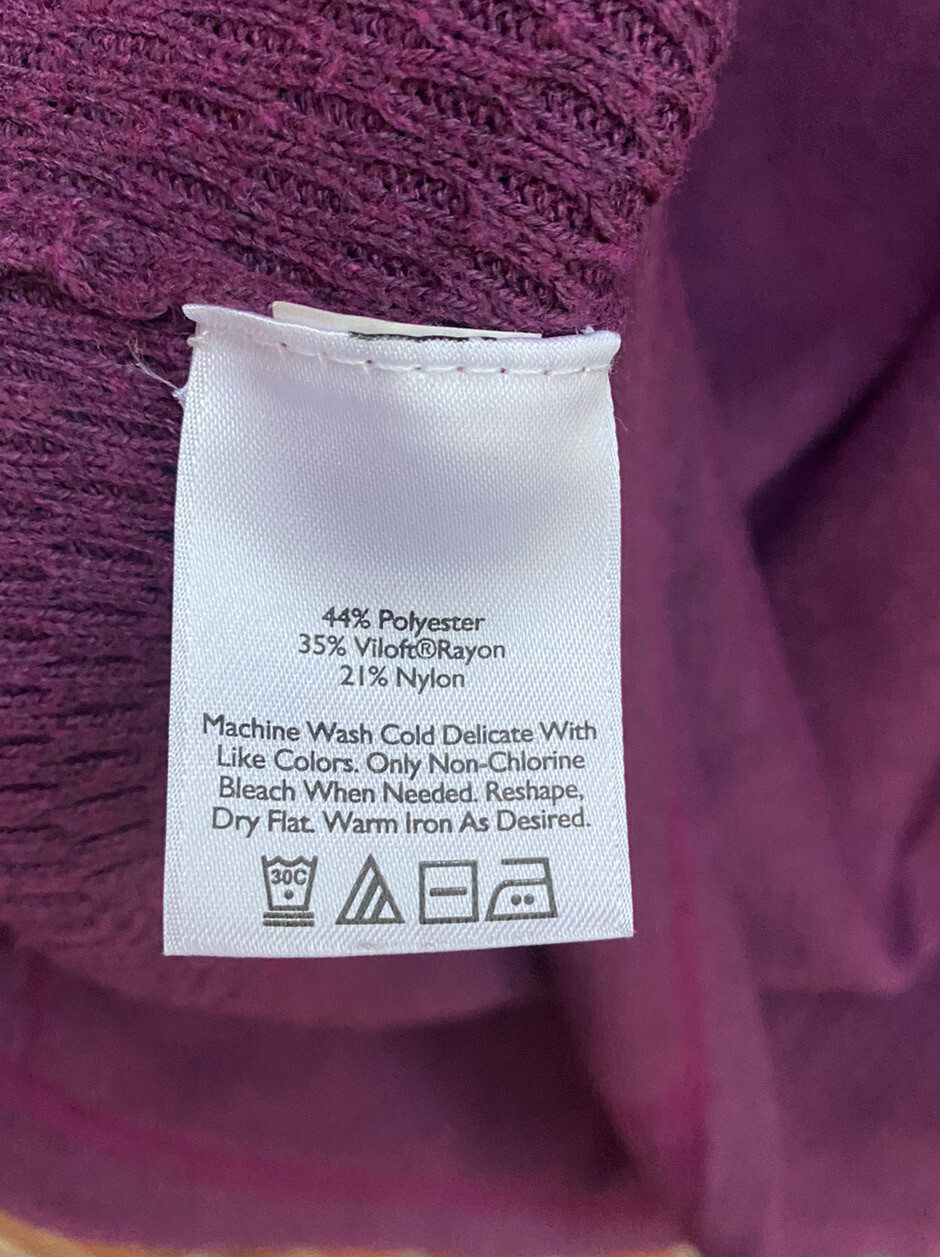 44% Polyester
35% Viloft®Rayon
21% Nylon
Machine Wash Cold Delicate With
Like Colors. Only Non-Chlorine
Bleach When Needed. Reshape,
Dry Flat. Warm Iron As Desired.
30C